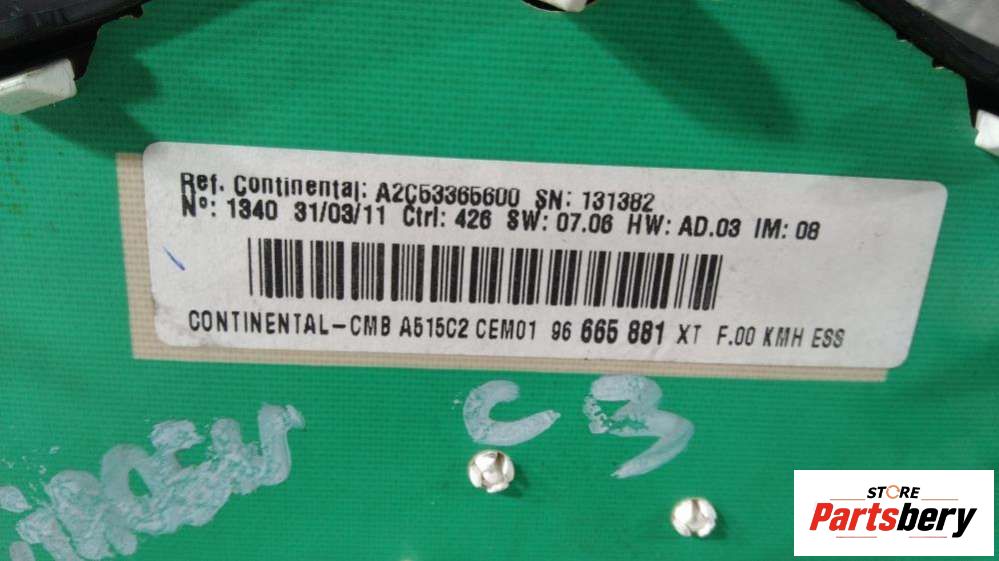 Ref. Continental: A2C53365600 SN: 131382
Nº: 1340 31/03/11 Ctrl: 426 SW: 07.06 HW: AD.03 IM: 08
CONTINENTAL-CMB A515C2 CEM01 96 665 881 XT F.00 KMH ESS
C3
STORE
Partsbery